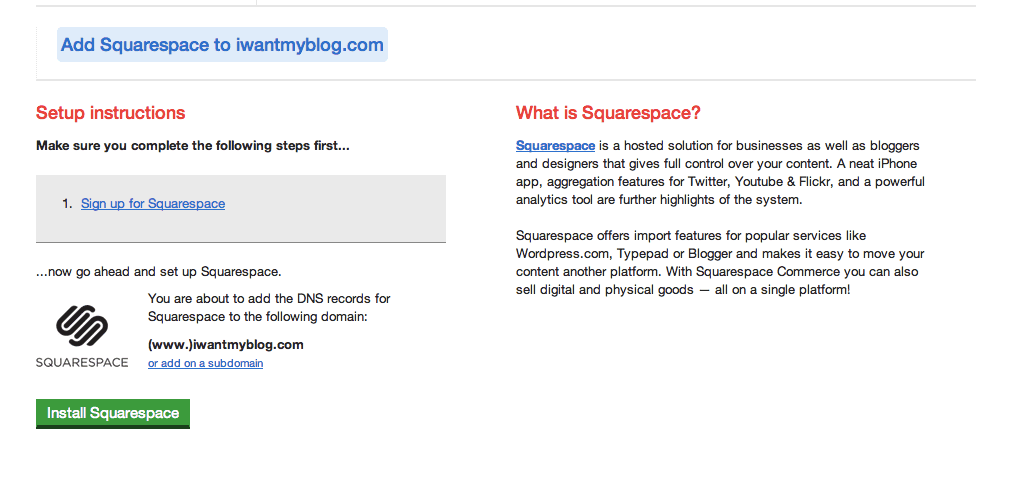 Add Squarespace to iwantmyblog.com
Setup instructions
Make sure you complete the following steps first...
1. Sign up for Squarespace
...now go ahead and set up Squarespace.
SQUARESPACE
You are about to add the DNS records for
Squarespace to the following domain:
(www.)iwantmyblog.com
or add on a subdomain
Install Squarespace
What is Squarespace?
Squarespace is a hosted solution for businesses as well as bloggers
and designers that gives full control over your content. A neat iPhone
app, aggregation features for Twitter, Youtube & Flickr, and a powerful
analytics tool are further highlights of the system.
Squarespace offers import features for popular services like
Wordpress.com, Typepad or Blogger and makes it easy to move your
content another platform. With Squarespace Commerce you can also
sell digital and physical goods — all on a single platform!